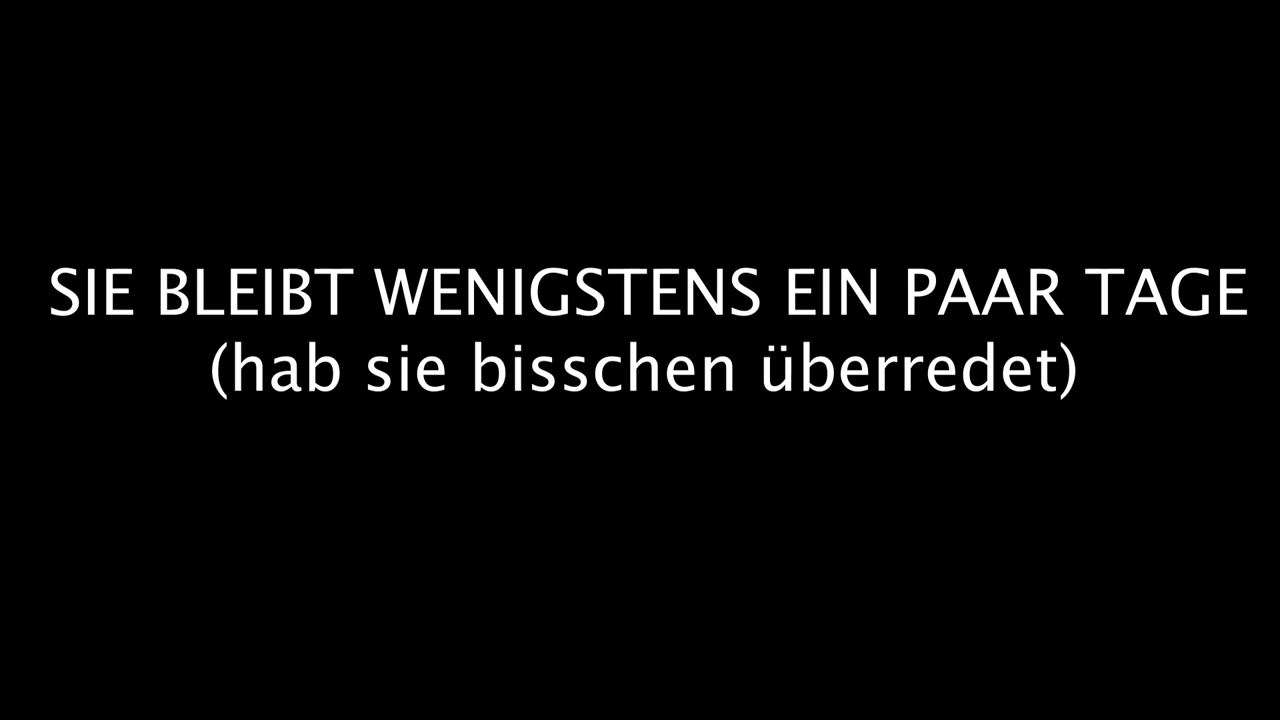 SIE BLEIBT WENIGSTENS EIN PAAR TAGE
(hab sie bisschen überredet)